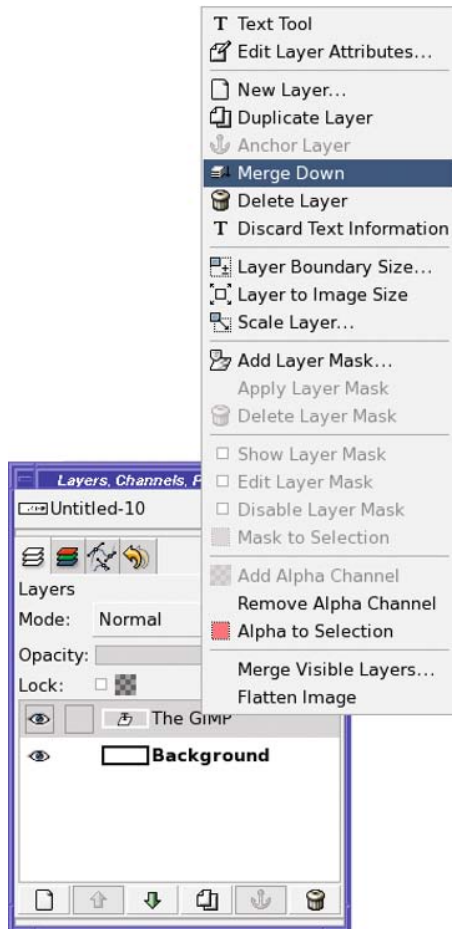 T Text Tool
Edit Layer Attributes...
New Layer...
Duplicate Layer
Anchor Layer
Merge Down
Delete Layer
T Discard Text Information
Layer Boundary Size...
Layer to Image Size
Scale Layer...
Add Layer Mask...
Apply Layer Mask
Delete Layer Mask
Show Layer Mask
Edit Layer Mask
Disable Layer Mask
Mask to Selection
Add Alpha Channel
Remove Alpha Channel
Alpha to Selection
Merge Visible Layers...
Flatten Image
Layers, Channels,
Untitled-10
Layers
Mode: Normal
Opacity:
Lock:
The GIMP
Background